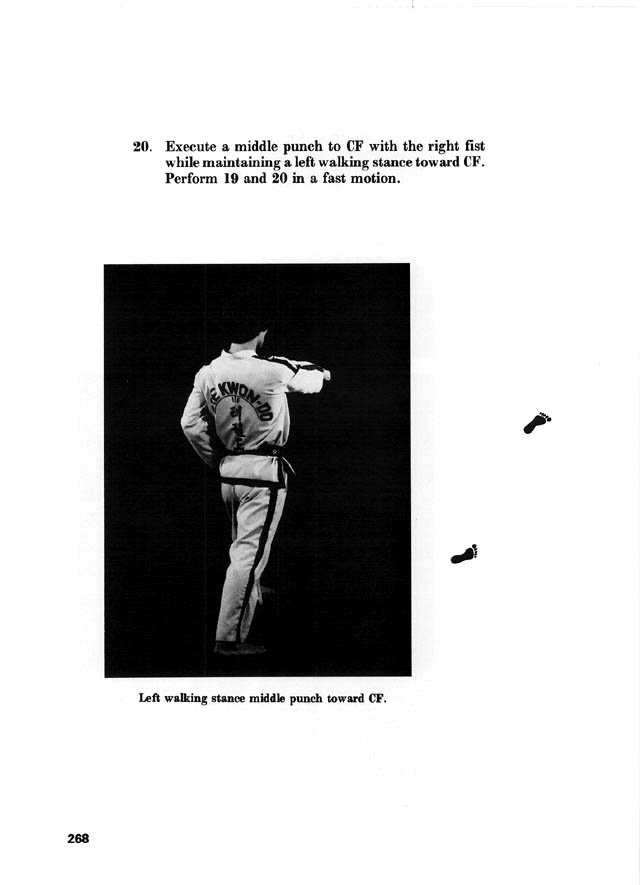 20. Execute a middle punch to CF with the right fist
while maintaining a left walking stance toward CF.
Perform 19 and 20 in a fast motion.
KWON-DO
Left walking stance middle punch toward CF.
268